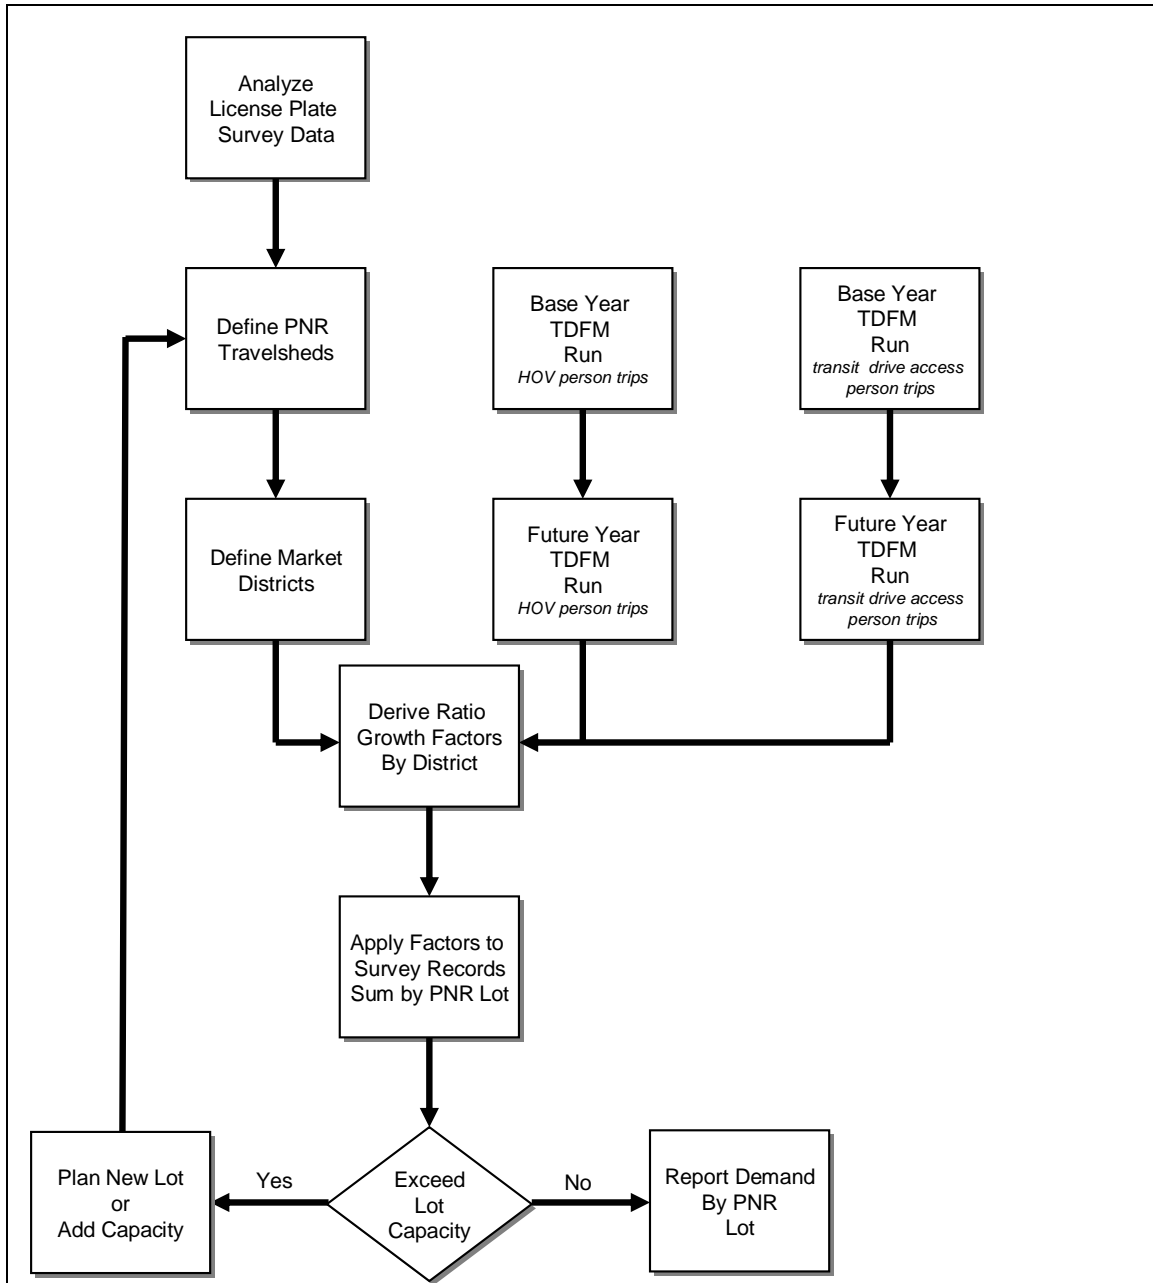 Analyze
License Plate
Survey Data
Define PNR
Travelsheds
Base Year
TDFM
Run
HOV person trips
Base Year
TDFM
Run
transit drive access
person trips
Define Market
Districts
Future Year
TDFM
Run
HOV person trips
Future Year
TDFM
Run
transit drive access
person trips
Derive Ratio
Growth Factors
By District
Apply Factors to
Survey Records
Sum by PNR Lot
Plan New Lot
or
Add Capacity
Yes
Exceed
Lot
Capacity
No
Report Demand
By PNR
Lot